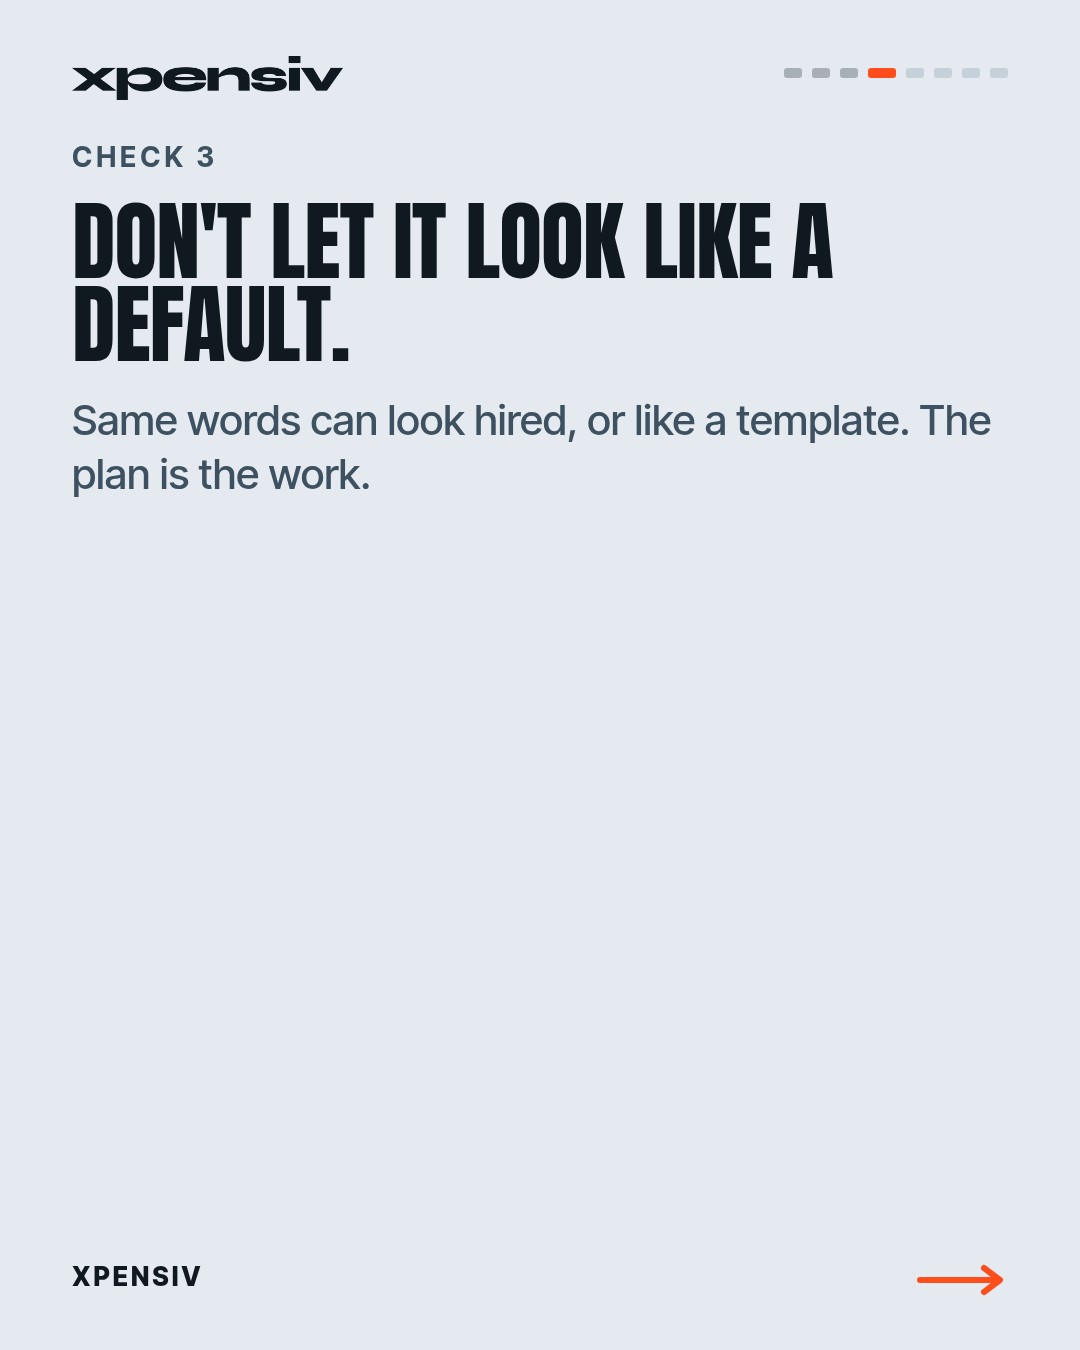 xpensiv
CHECK 3
DON'T LET IT LOOK LIKE A
DEFAULT.
Same words can look hired, or like a template. The
plan is the work.
XPENSIV